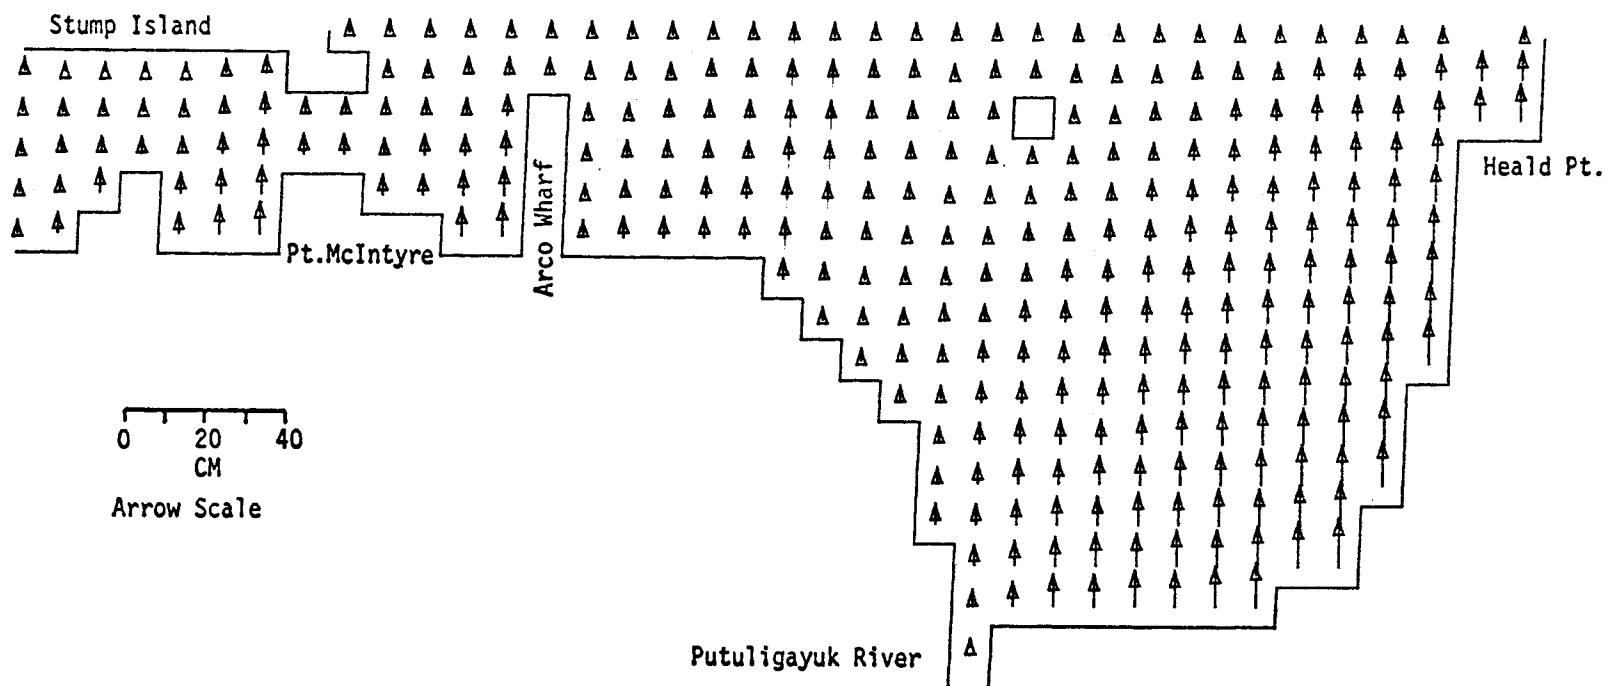 Stump Island
Heald Pt.
Arco Wharf
Pt.McIntyre
0 20 40
CM
Arrow Scale
Putuligayuk River